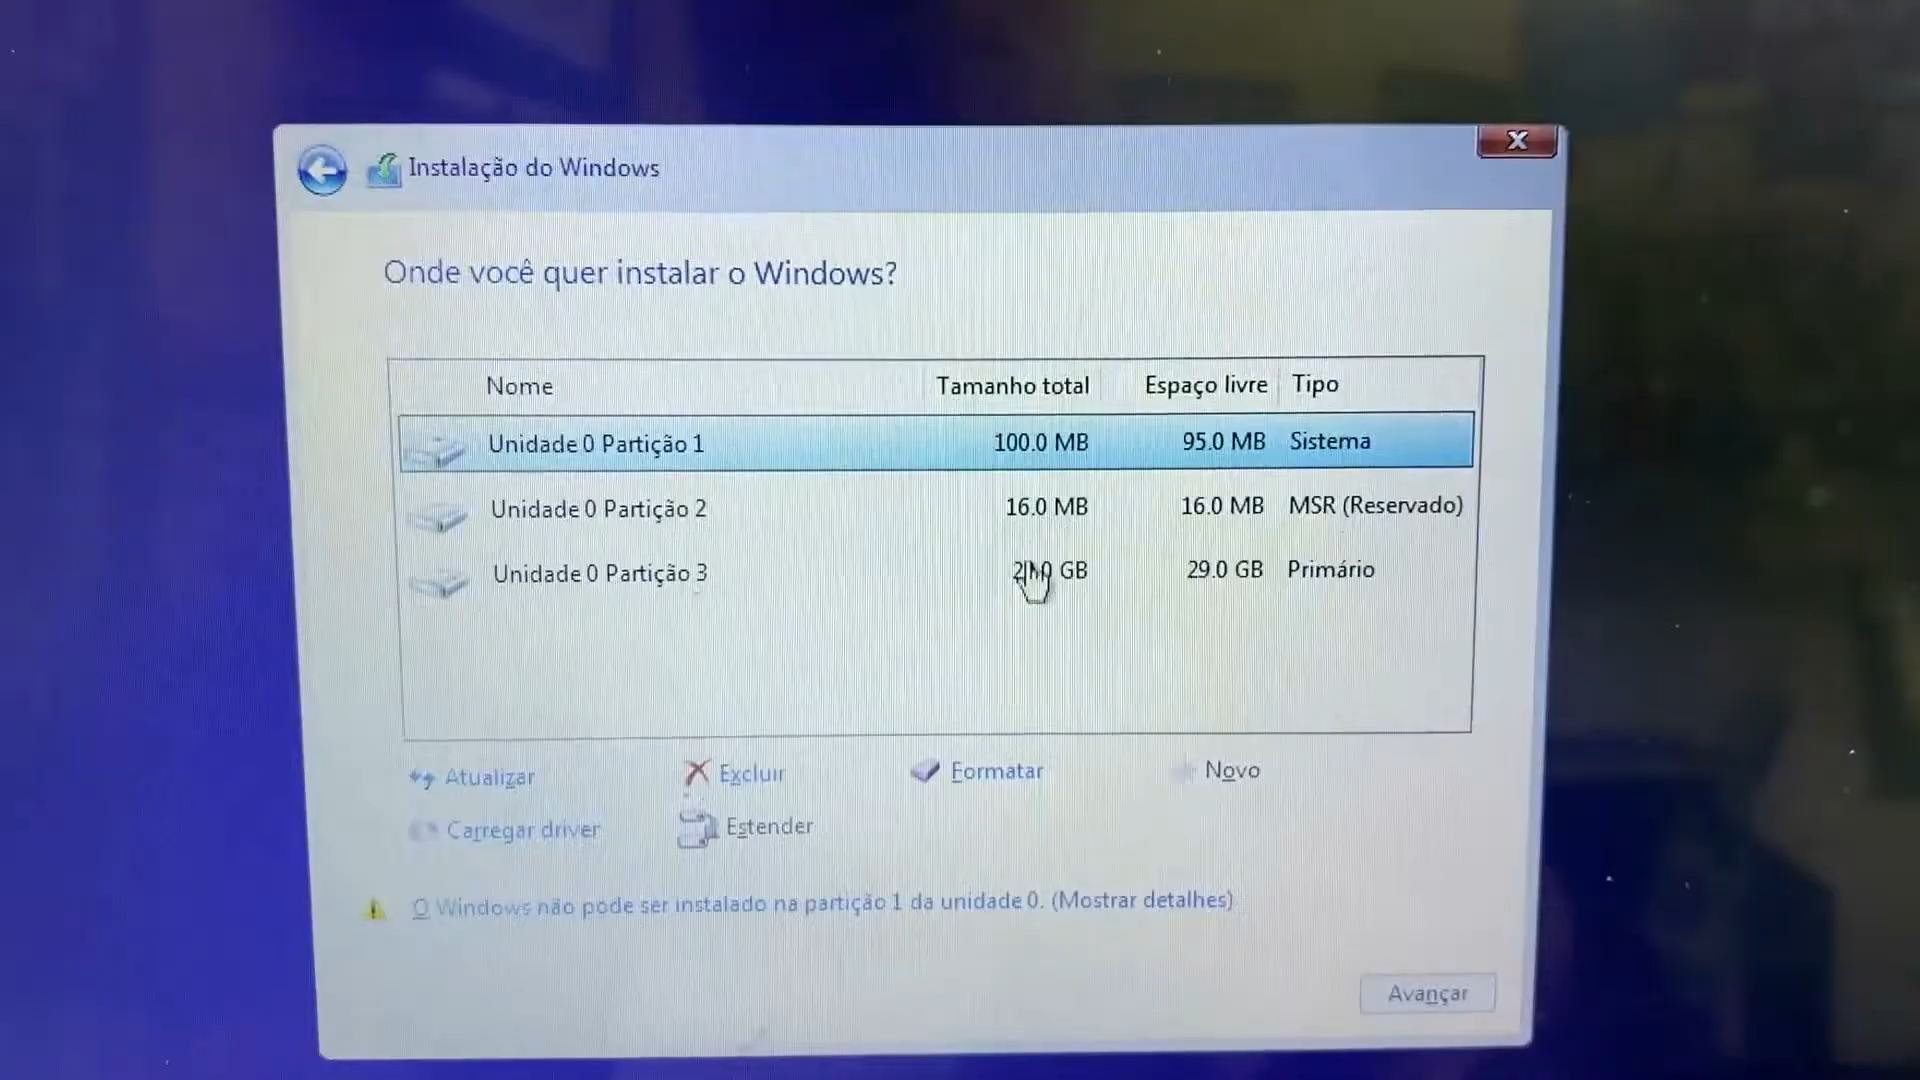 Instalação do Windows
X
Onde você quer instalar o Windows?
Nome Tamanho total Espaço livre Tipo
Unidade 0 Partição 1 100.0 MB 95.0 MB Sistema
Unidade 0 Partição 2 16.0 MB 16.0 MB MSR (Reservado)
Unidade 0 Partição 3 GB 29.0 GB Primário
Atualizar Excluir Formatar Novo
Carregar driver Estender
O Windows não pode ser instalado na partição 1 da unidade 0. (Mostrar detalhes)
Avançar